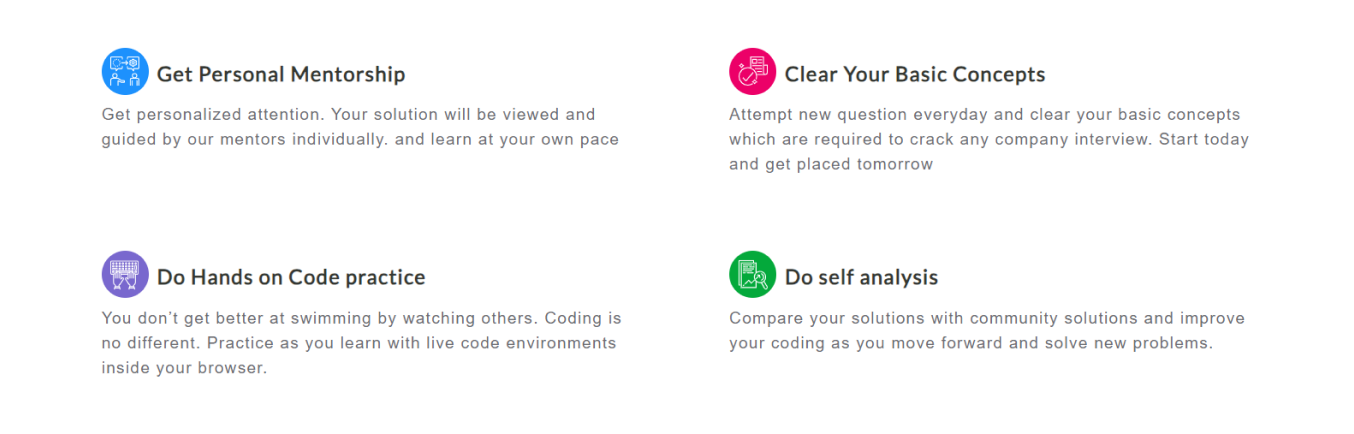 Get Personal Mentorship
Get personalized attention. Your solution will be viewed and
guided by our mentors individually. and learn at your own pace
Clear Your Basic Concepts
Attempt new question everyday and clear your basic concepts
which are required to crack any company interview. Start today
and get placed tomorrow
Do Hands on Code practice
You don’t get better at swimming by watching others. Coding is
no different. Practice as you learn with live code environments
inside your browser.
Do self analysis
Compare your solutions with community solutions and improve
your coding as you move forward and solve new problems.